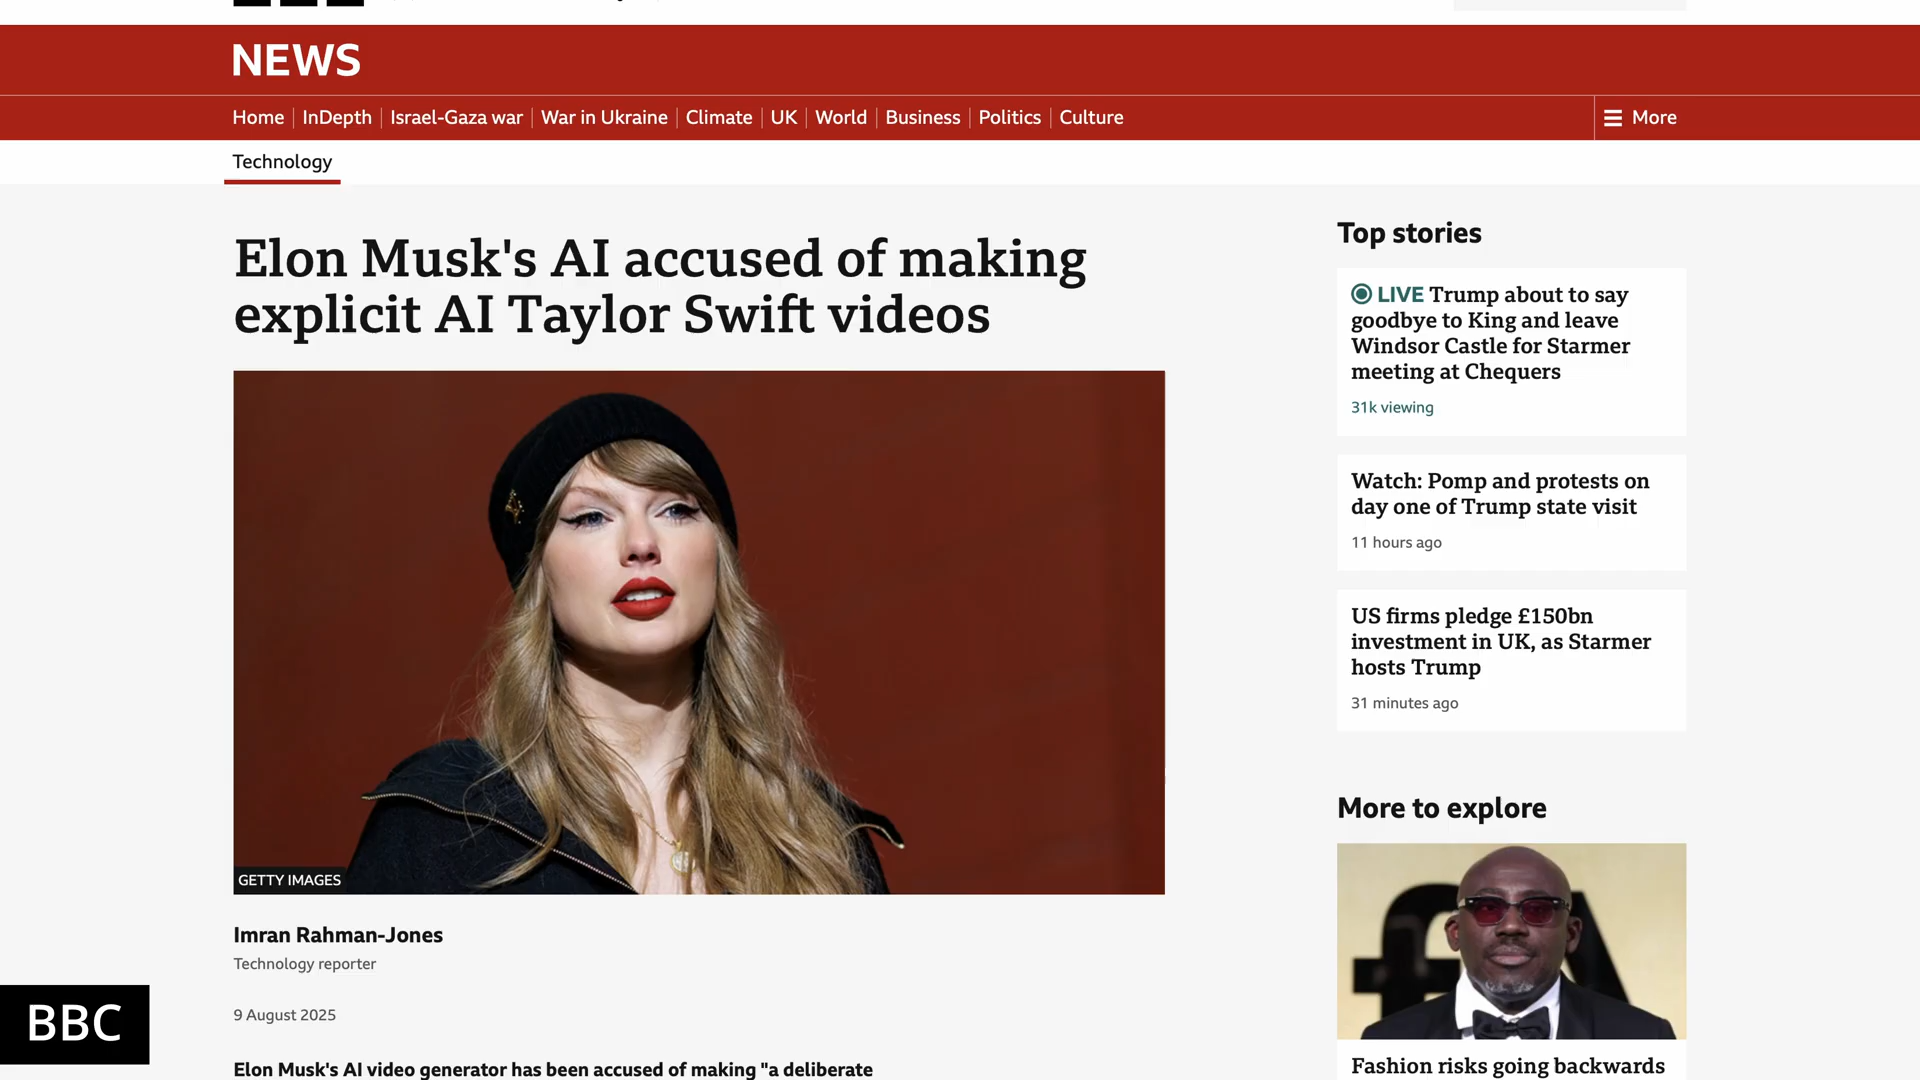 NEWS
Home
InDepth
Israel-Gaza war
War in Ukraine
Climate
UK
World
Business
Politics
Culture
More
Technology
Elon Musk's AI accused of making
explicit AI Taylor Swift videos
GETTY IMAGES
Imran Rahman-Jones
Technology reporter
9 August 2025
Elon Musk's AI video generator has been accused of making "a deliberate
Top stories
LIVE Trump about to say
goodbye to King and leave
Windsor Castle for Starmer
meeting at Chequers
31k viewing
Watch: Pomp and protests on
day one of Trump state visit
11 hours ago
US firms pledge £150bn
investment in UK, as Starmer
hosts Trump
31 minutes ago
More to explore
Fashion risks going backwards
BBC